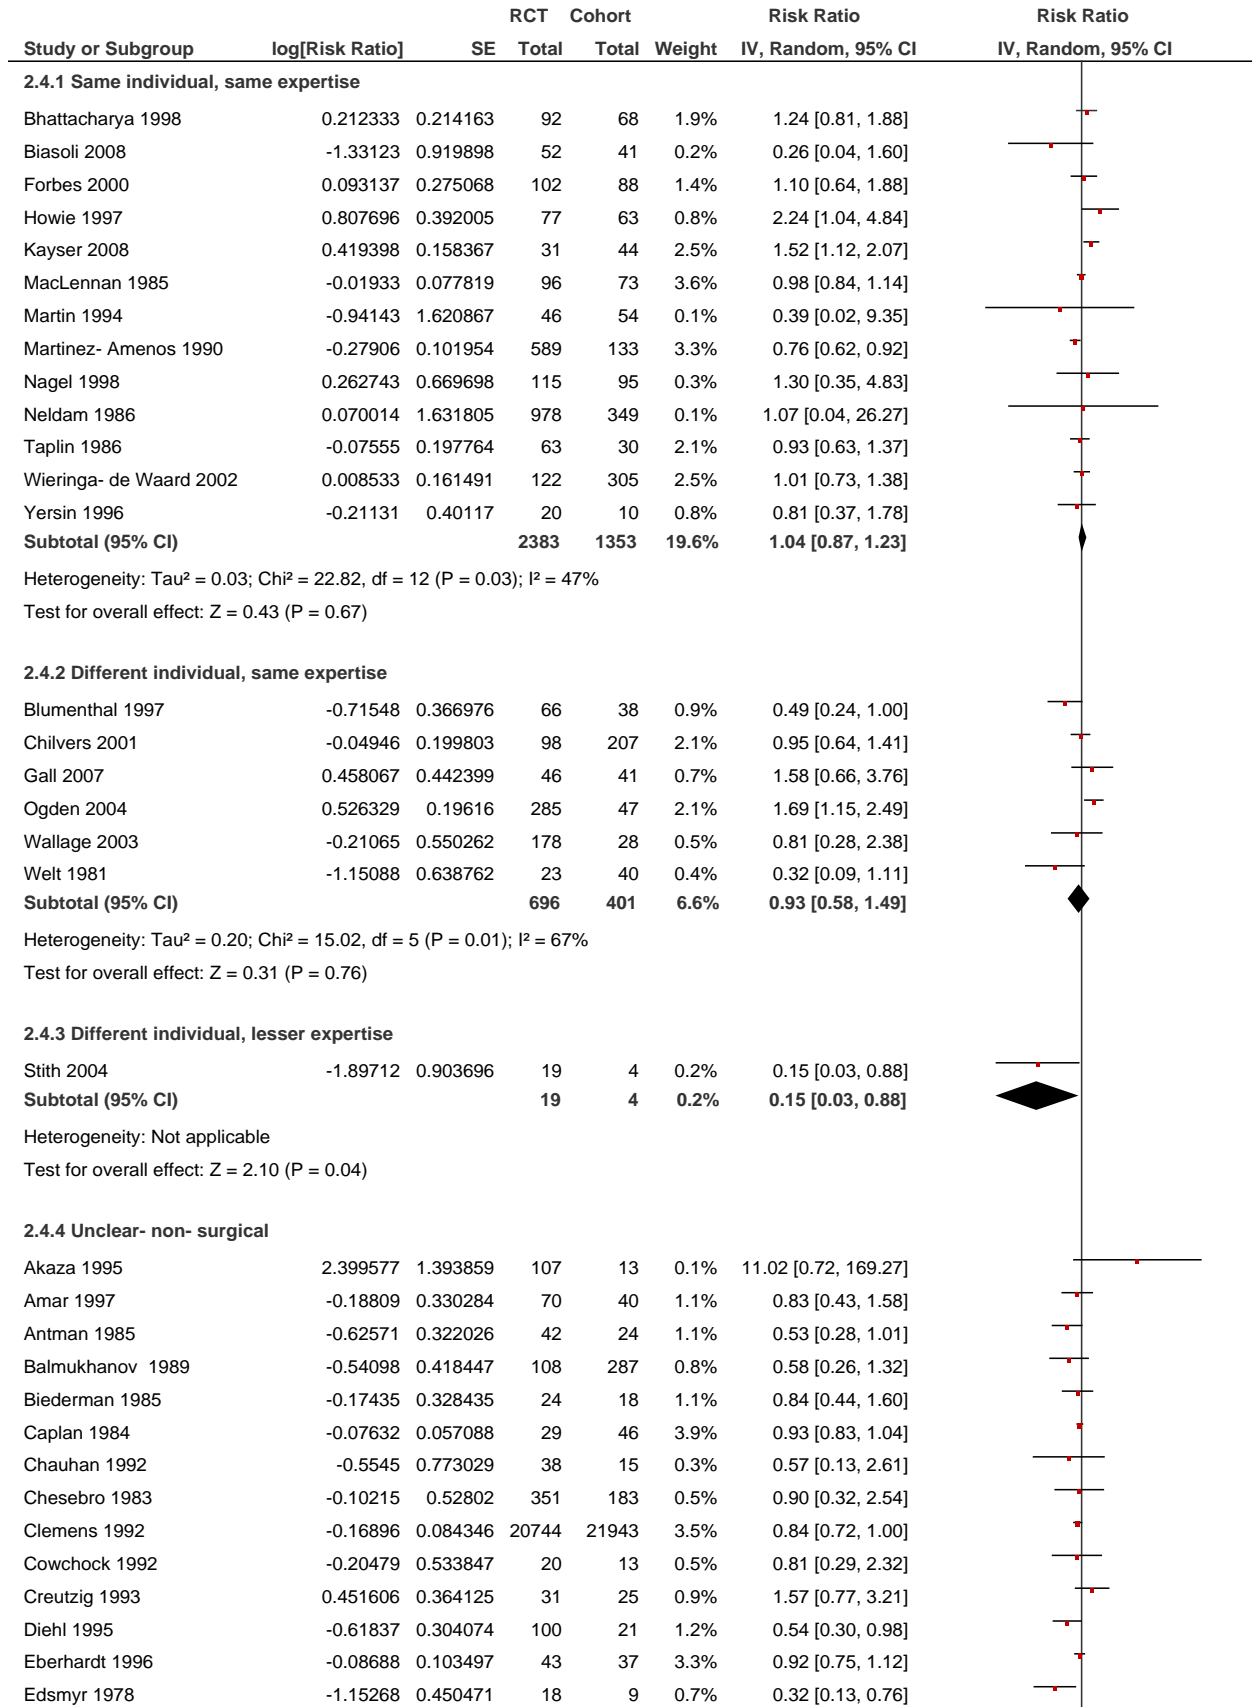 RCT Cohort Risk Ratio Risk Ratio
Study or Subgroup log[Risk Ratio] SE Total Total Weight IV, Random, 95% CI IV, Random, 95% CI
2.4.1 Same individual, same expertise
Bhattacharya 1998 0.212333 0.214163 92 68 1.9% 1.24 [0.81, 1.88]
Biasoli 2008 -1.33123 0.919898 52 41 0.2% 0.26 [0.04, 1.60]
Forbes 2000 0.093137 0.275068 102 88 1.4% 1.10 [0.64, 1.88]
Howie 1997 0.807696 0.392005 77 63 0.8% 2.24 [1.04, 4.84]
Kayser 2008 0.419398 0.158367 31 44 2.5% 1.52 [1.12, 2.07]
MacLennan 1985 -0.01933 0.077819 96 73 3.6% 0.98 [0.84, 1.14]
Martin 1994 -0.94143 1.620867 46 54 0.1% 0.39 [0.02, 9.35]
Martinez- Amenos 1990 -0.27906 0.101954 589 133 3.3% 0.76 [0.62, 0.92]
Nagel 1998 0.262743 0.669698 115 95 0.3% 1.30 [0.35, 4.83]
Neldam 1986 0.070014 1.631805 978 349 0.1% 1.07 [0.04, 26.27]
Taplin 1986 -0.07555 0.197764 63 30 2.1% 0.93 [0.63, 1.37]
Wieringa- de Waard 2002 0.008533 0.161491 122 305 2.5% 1.01 [0.73, 1.38]
Yersin 1996 -0.21131 0.40117 20 10 0.8% 0.81 [0.37, 1.78]
Subtotal (95% CI) 2383 1353 19.6% 1.04 [0.87, 1.23]
Heterogeneity: Tau² = 0.03; Chi² = 22.82, df = 12 (P = 0.03); I² = 47%
Test for overall effect: Z = 0.43 (P = 0.67)
2.4.2 Different individual, same expertise
Blumenthal 1997 -0.71548 0.366976 66 38 0.9% 0.49 [0.24, 1.00]
Chilvers 2001 -0.04946 0.199803 98 207 2.1% 0.95 [0.64, 1.41]
Gall 2007 0.458067 0.442399 46 41 0.7% 1.58 [0.66, 3.76]
Ogden 2004 0.526329 0.19616 285 47 2.1% 1.69 [1.15, 2.49]
Wallage 2003 -0.21065 0.550262 178 28 0.5% 0.81 [0.28, 2.38]
Welt 1981 -1.15088 0.638762 23 40 0.4% 0.32 [0.09, 1.11]
Subtotal (95% CI) 696 401 6.6% 0.93 [0.58, 1.49]
Heterogeneity: Tau² = 0.20; Chi² = 15.02, df = 5 (P = 0.01); I² = 67%
Test for overall effect: Z = 0.31 (P = 0.76)
2.4.3 Different individual, lesser expertise
Stith 2004 -1.89712 0.903696 19 4 0.2% 0.15 [0.03, 0.88]
Subtotal (95% CI) 19 4 0.2% 0.15 [0.03, 0.88]
Heterogeneity: Not applicable
Test for overall effect: Z = 2.10 (P = 0.04)
2.4.4 Unclear- non- surgical
Akaza 1995 2.399577 1.393859 107 13 0.1% 11.02 [0.72, 169.27]
Amar 1997 -0.18809 0.330284 70 40 1.1% 0.83 [0.43, 1.58]
Antman 1985 -0.62571 0.322026 42 24 1.1% 0.53 [0.28, 1.01]
Balmukhanov 1989 -0.54098 0.418447 108 287 0.8% 0.58 [0.26, 1.32]
Biederman 1985 -0.17435 0.328435 24 18 1.1% 0.84 [0.44, 1.60]
Caplan 1984 -0.07632 0.057088 29 46 3.9% 0.93 [0.83, 1.04]
Chauhan 1992 -0.5545 0.773029 38 15 0.3% 0.57 [0.13, 2.61]
Chesebro 1983 -0.10215 0.52802 351 183 0.5% 0.90 [0.32, 2.54]
Clemens 1992 -0.16896 0.084346 20744 21943 3.5% 0.84 [0.72, 1.00]
Cowchock 1992 -0.20479 0.533847 20 13 0.5% 0.81 [0.29, 2.32]
Creutzig 1993 0.451606 0.364125 31 25 0.9% 1.57 [0.77, 3.21]
Diehl 1995 -0.61837 0.304074 100 21 1.2% 0.54 [0.30, 0.98]
Eberhardt 1996 -0.08688 0.103497 43 37 3.3% 0.92 [0.75, 1.12]
Edsmyr 1978 -1.15268 0.450471 18 9 0.7% 0.32 [0.13, 0.76]